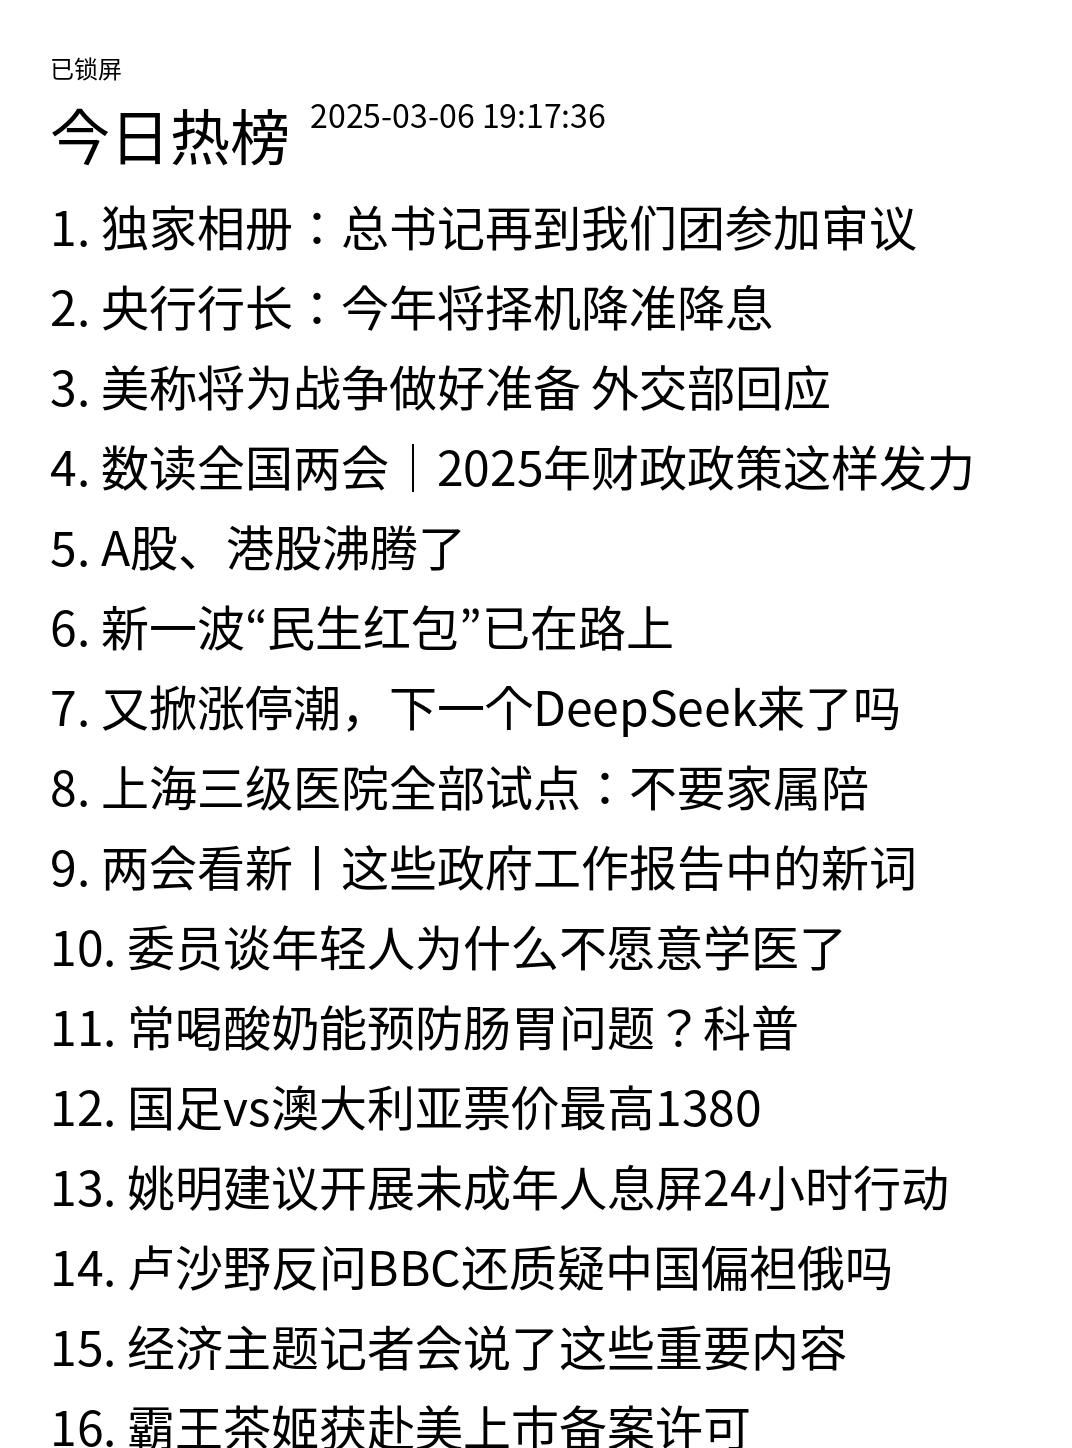 已锁屏
今日热榜 2025-03-06 19:17:36
1. 独家相册：总书记再到我们团参加审议
2. 央行行长：今年将择机降准降息
3. 美称将为战争做好准备 外交部回应
4. 数读全国两会｜2025年财政政策这样发力
5. A股、港股沸腾了
6. 新一波“民生红包”已在路上
7. 又掀涨停潮，下一个DeepSeek来了吗
8. 上海三级医院全部试点：不要家属陪
9. 两会看新丨这些政府工作报告中的新词
10. 委员谈年轻人为什么不愿意学医了
11. 常喝酸奶能预防肠胃问题？科普
12. 国足vs澳大利亚票价最高1380
13. 姚明建议开展未成年人息屏24小时行动
14. 卢沙野反问BBC还质疑中国偏袒俄吗
15. 经济主题记者会说了这些重要内容
16. 霸王茶姬获赴美上市备案许可